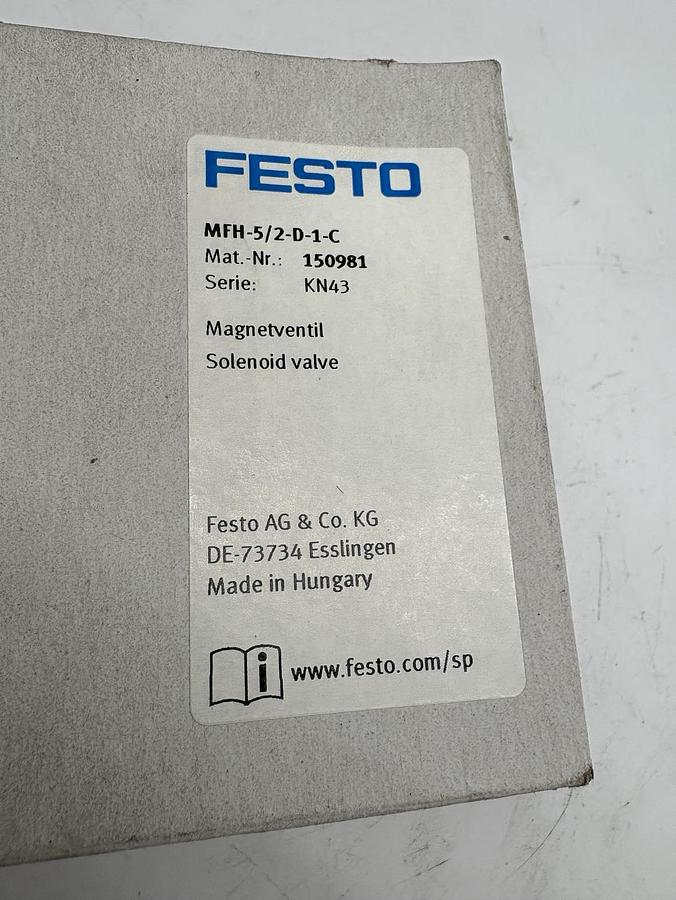 FESTO
MFH-5/2-D-1-C
Mat.-Nr.: 150981
Serie: KN43
Magnetventil
Solenoid valve
Festo AG & Co. KG
DE-73734 Esslingen
Made in Hungary
i www.festo.com/sp